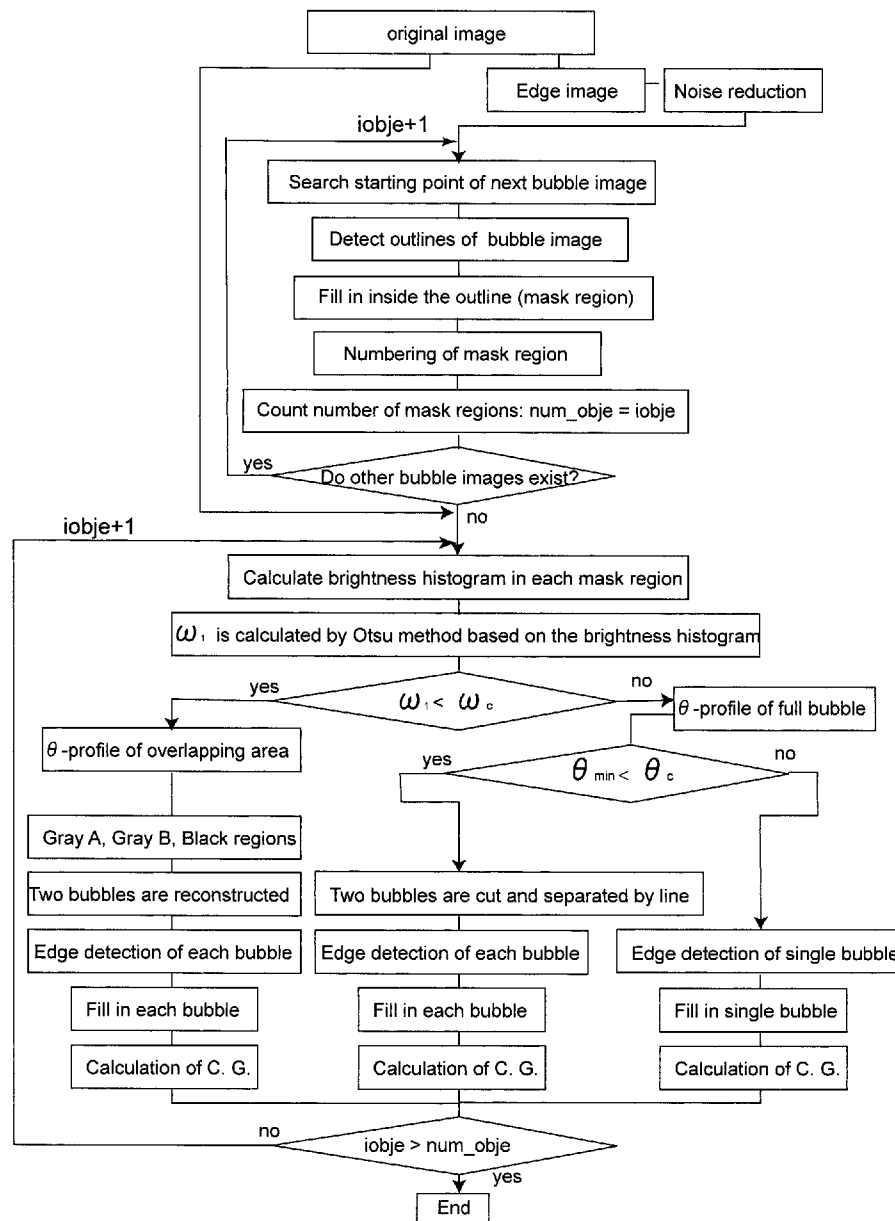 original image
Edge image
Noise reduction
iobje+1
Search starting point of next bubble image
Detect outlines of bubble image
Fill in inside the outline (mask region)
Numbering of mask region
Count number of mask regions: num_obje = iobje
yes
Do other bubble images exist?
no
iobje+1
Calculate brightness histogram in each mask region
ω₁ is calculated by Otsu method based on the brightness histogram
yes
ω₁ < ω_c
no
θ-profile of full bubble
θ-profile of overlapping area
yes
θ_min < θ_c
no
Gray A, Gray B, Black regions
Two bubbles are reconstructed
Two bubbles are cut and separated by line
Edge detection of each bubble
Edge detection of each bubble
Edge detection of single bubble
Fill in each bubble
Fill in each bubble
Fill in single bubble
Calculation of C. G.
Calculation of C. G.
Calculation of C. G.
no
iobje > num_obje
yes
End